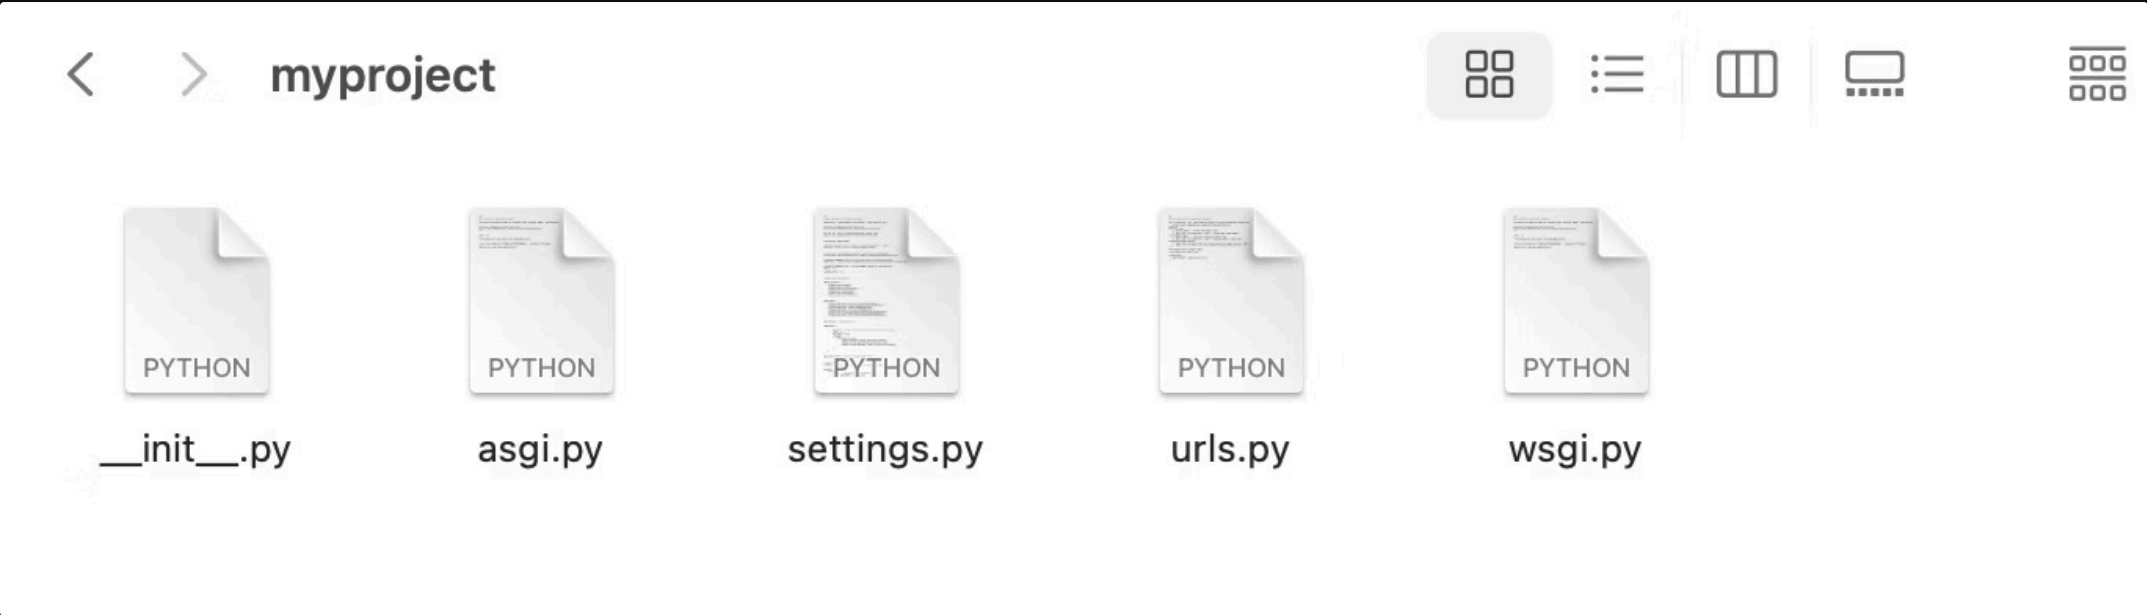 myproject
PYTHON PYTHON PYTHON PYTHON PYTHON
__init__.py asgi.py settings.py urls.py wsgi.py